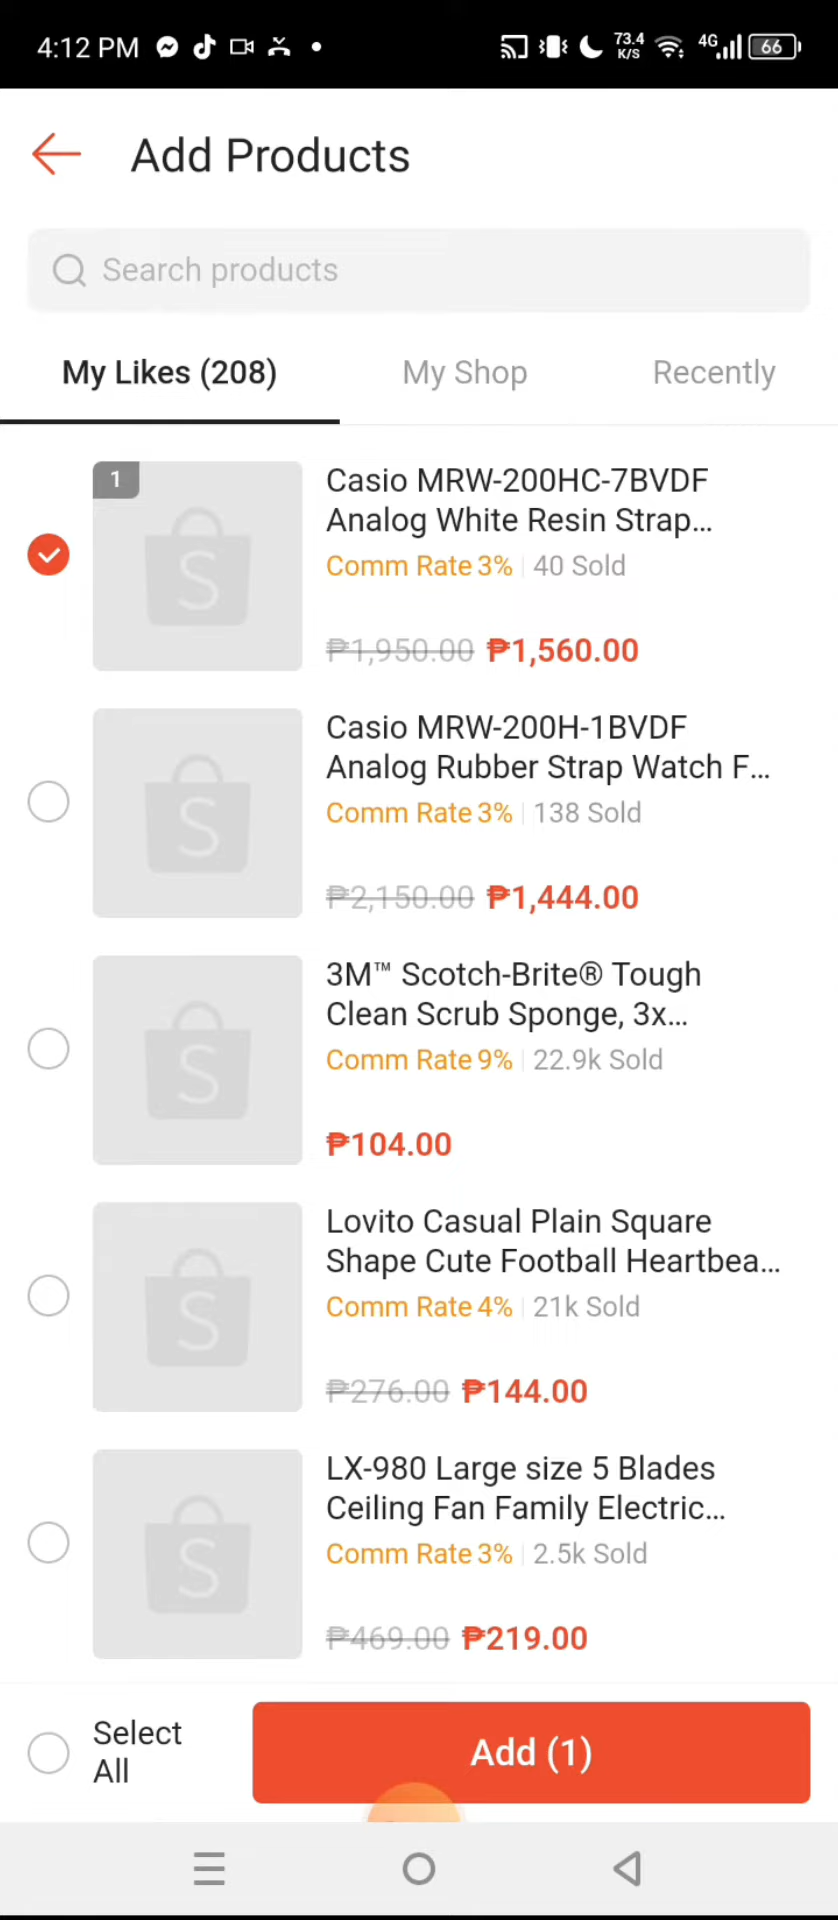 4:12 PM
73.4
K/S
4G
66
Add Products
Search products
My Likes (208)
My Shop
Recently
1
Casio MRW-200HC-7BVDF
Analog White Resin Strap...
Comm Rate 3% | 40 Sold
₱1,950.00 ₱1,560.00
Casio MRW-200H-1BVDF
Analog Rubber Strap Watch F...
Comm Rate 3% | 138 Sold
₱2,150.00 ₱1,444.00
3M™ Scotch-Brite® Tough
Clean Scrub Sponge, 3x...
Comm Rate 9% | 22.9k Sold
₱104.00
Lovito Casual Plain Square
Shape Cute Football Heartbea...
Comm Rate 4% | 21k Sold
₱276.00 ₱144.00
LX-980 Large size 5 Blades
Ceiling Fan Family Electric...
Comm Rate 3% | 2.5k Sold
₱469.00 ₱219.00
Select
All
Add (1)